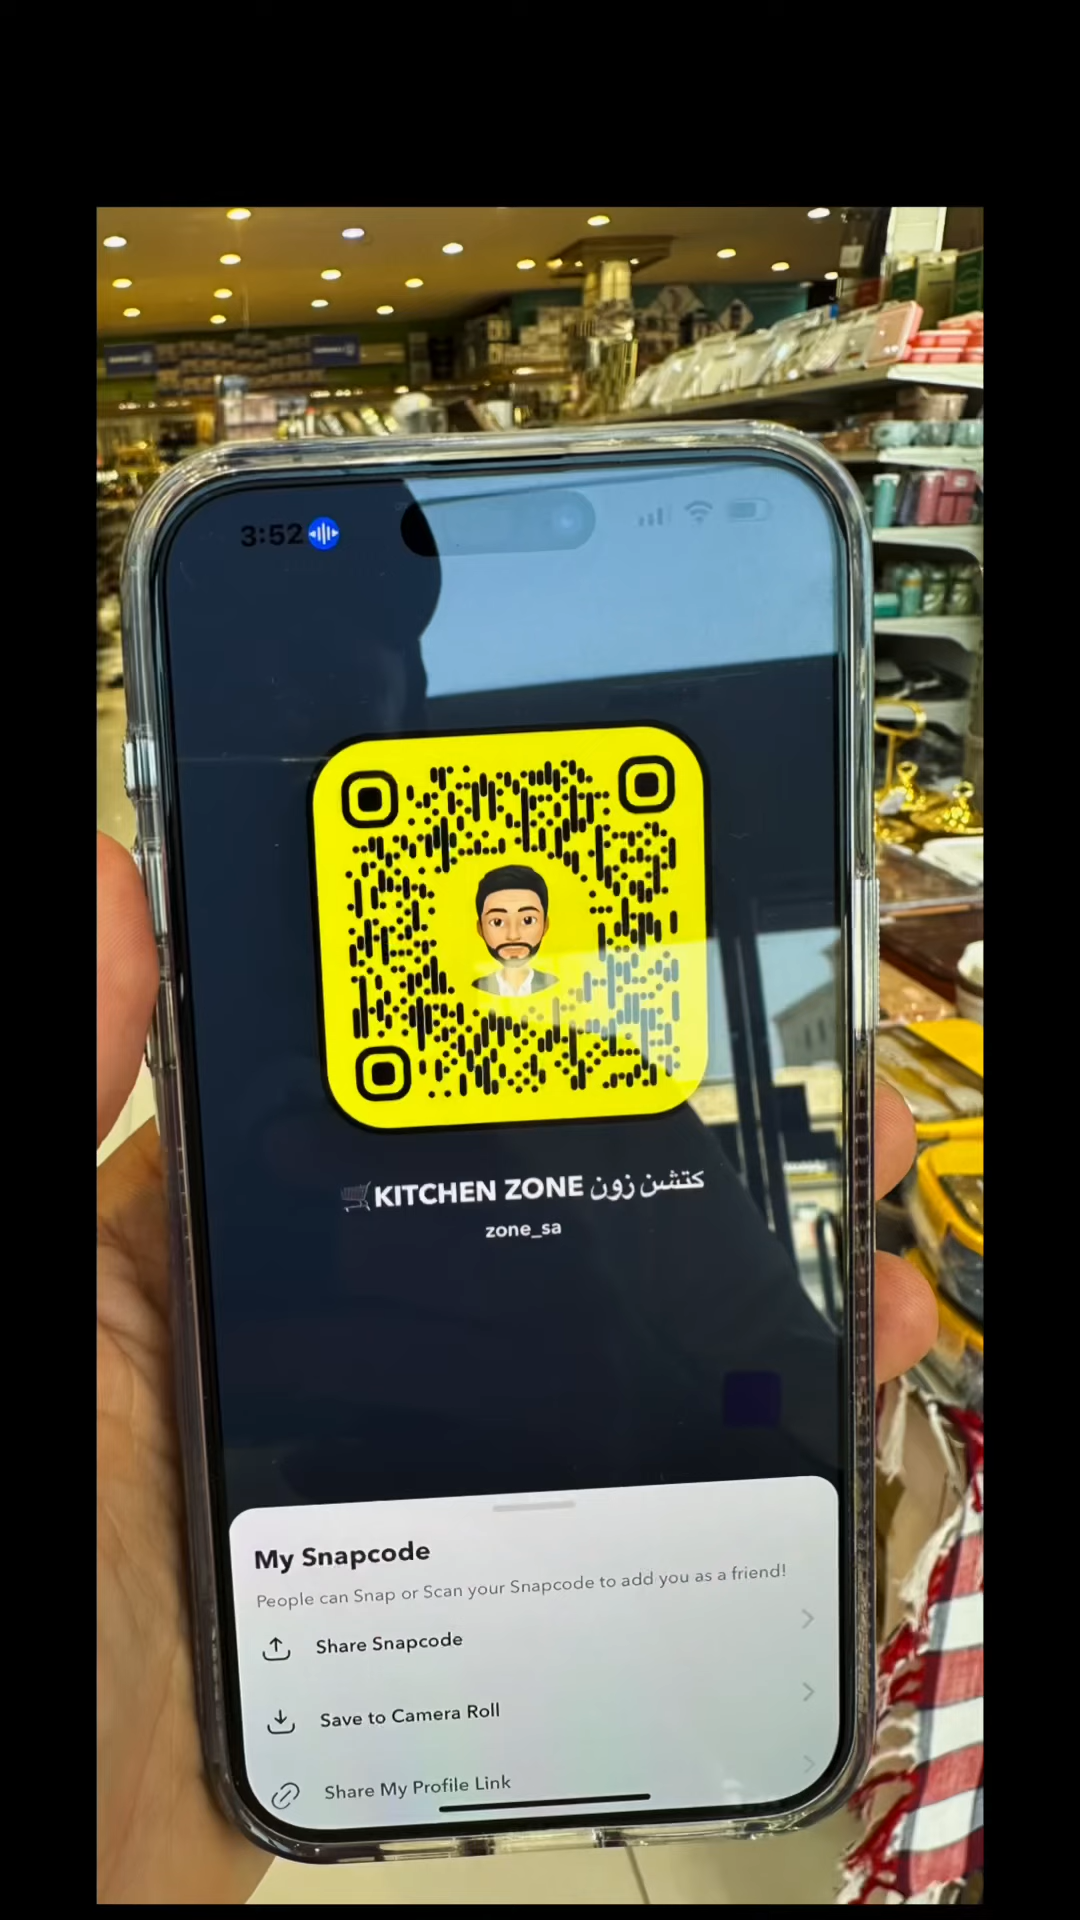 3:52
KITCHEN ZONE كتشن زون
zone_sa
My Snapcode
People can Snap or Scan your Snapcode to add you as a friend!
Share Snapcode
Save to Camera Roll
Share My Profile Link